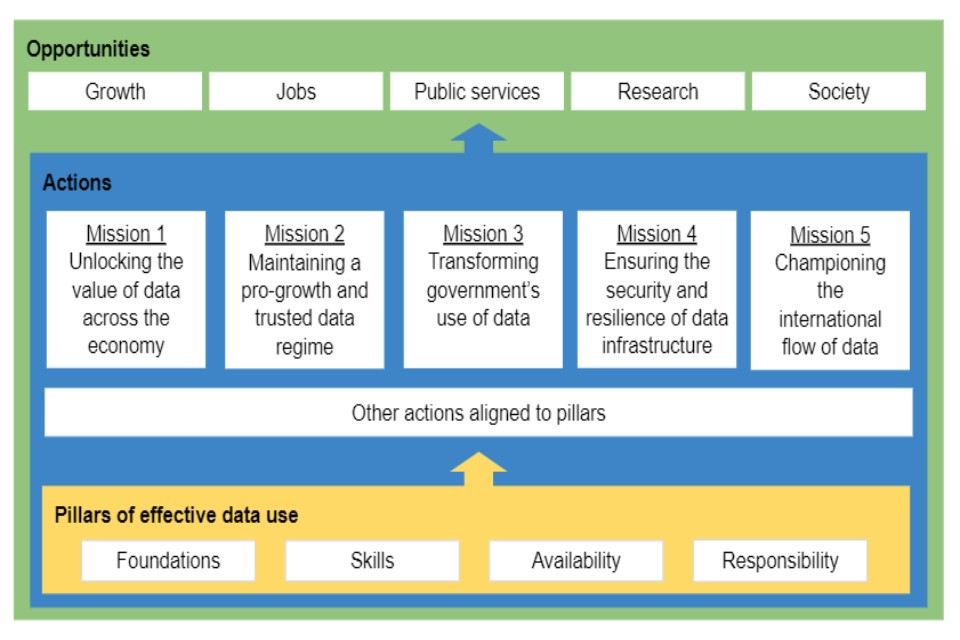 Opportunities
Growth
Jobs
Public services
Research
Society
Actions
Mission 1
Unlocking the
value of data
across the
economy
Mission 2
Maintaining a
pro-growth and
trusted data
regime
Mission 3
Transforming
government's
use of data
Mission 4
Ensuring the
security and
resilience of data
infrastructure
Mission 5
Championing
the
international
flow of data
Other actions aligned to pillars
Pillars of effective data use
Foundations
Skills
Availability
Responsibility